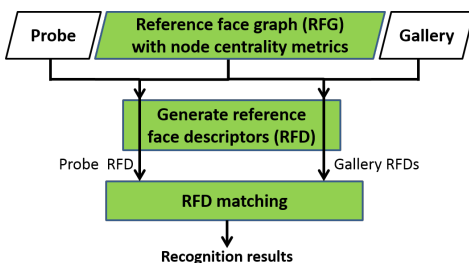 Probe
Reference face graph (RFG)
with node centrality metrics
Gallery
Generate reference
face descriptors (RFD)
Probe RFD
Gallery RFDs
RFD matching
Recognition results